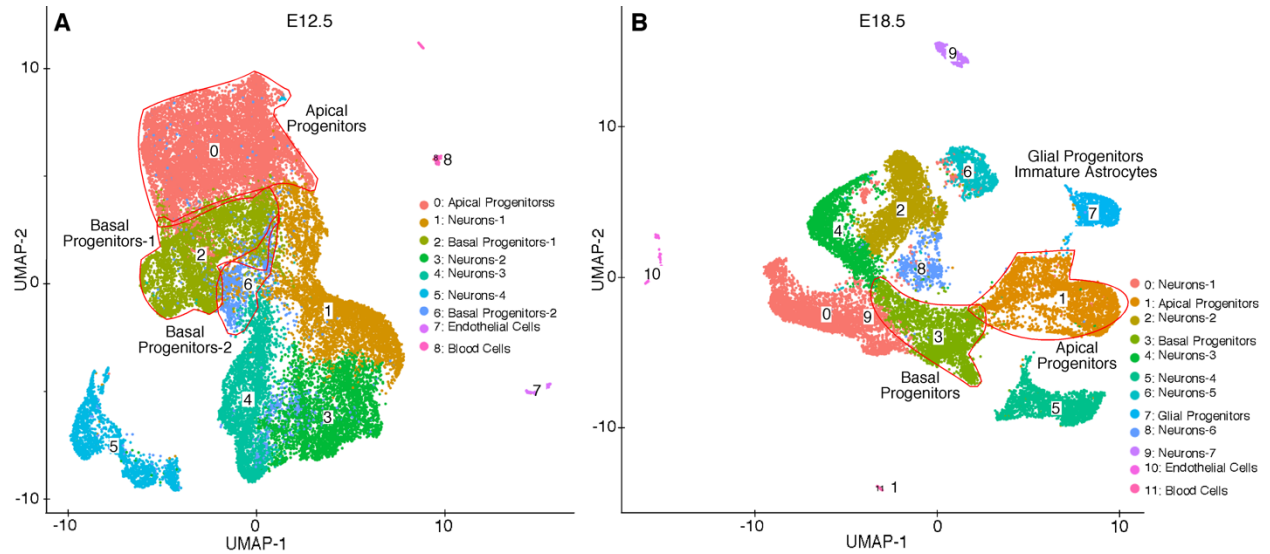 A
E12.5
10
0
-10
UMAP-2
-10
0
10
UMAP-1
Apical
Progenitors
Basal
Progenitors-1
Basal
Progenitors-2
0
2
6
1
4
3
5
7
8
8
0: Apical Progenitorss
1: Neurons-1
2: Basal Progenitors-1
3: Neurons-2
4: Neurons-3
5: Neurons-4
6: Basal Progenitors-2
7: Endothelial Cells
8: Blood Cells
B
E18.5
10
0
-10
UMAP-2
-10
0
10
UMAP-1
Glial Progenitors
Immature Astrocytes
Apical
Progenitors
Basal
Progenitors
9
6
2
4
7
8
10
0
9
3
1
5
1
0: Neurons-1
1: Apical Progenitors
2: Neurons-2
3: Basal Progenitors
4: Neurons-3
5: Neurons-4
6: Neurons-5
7: Glial Progenitors
8: Neurons-6
9: Neurons-7
10: Endothelial Cells
11: Blood Cells